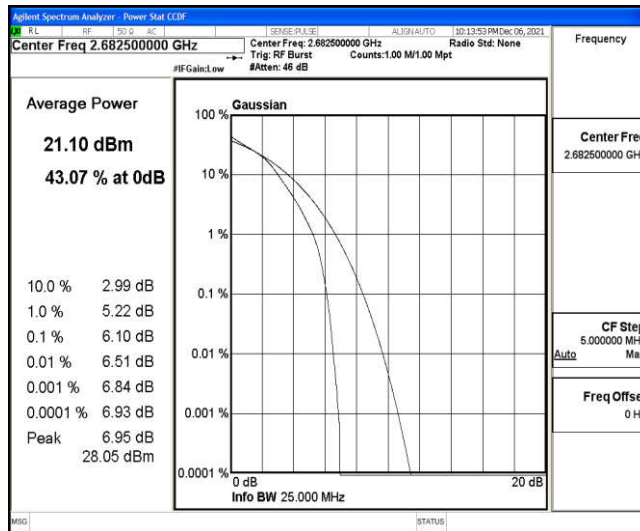 Agilent Spectrum Analyzer - Power Stat CCDF
RL RF 50 Ω AC SENSE:PULSE ALIGNAUTO 10:13:53 PM Dec 06, 2021
Center Freq 2.682500000 GHz
Center Freq: 2.682500000 GHz Radio Std: None
Trig: RF Burst Counts:1.00 M/1.00 Mpt
#IFGain:Low #Atten: 46 dB
Frequency
Average Power
21.10 dBm
43.07 % at 0dB
10.0 % 2.99 dB
1.0 % 5.22 dB
0.1 % 6.10 dB
0.01 % 6.51 dB
0.001 % 6.84 dB
0.0001 % 6.93 dB
Peak 6.95 dB
28.05 dBm
Gaussian
100 %
10 %
1 %
0.1 %
0.01 %
0.001 %
0.0001 %
0 dB 20 dB
Info BW 25.000 MHz
Center Fre
2.682500000 GH
CF Step
5.000000 MH
Auto Ma
Freq Offse
0 H
MSG STATUS